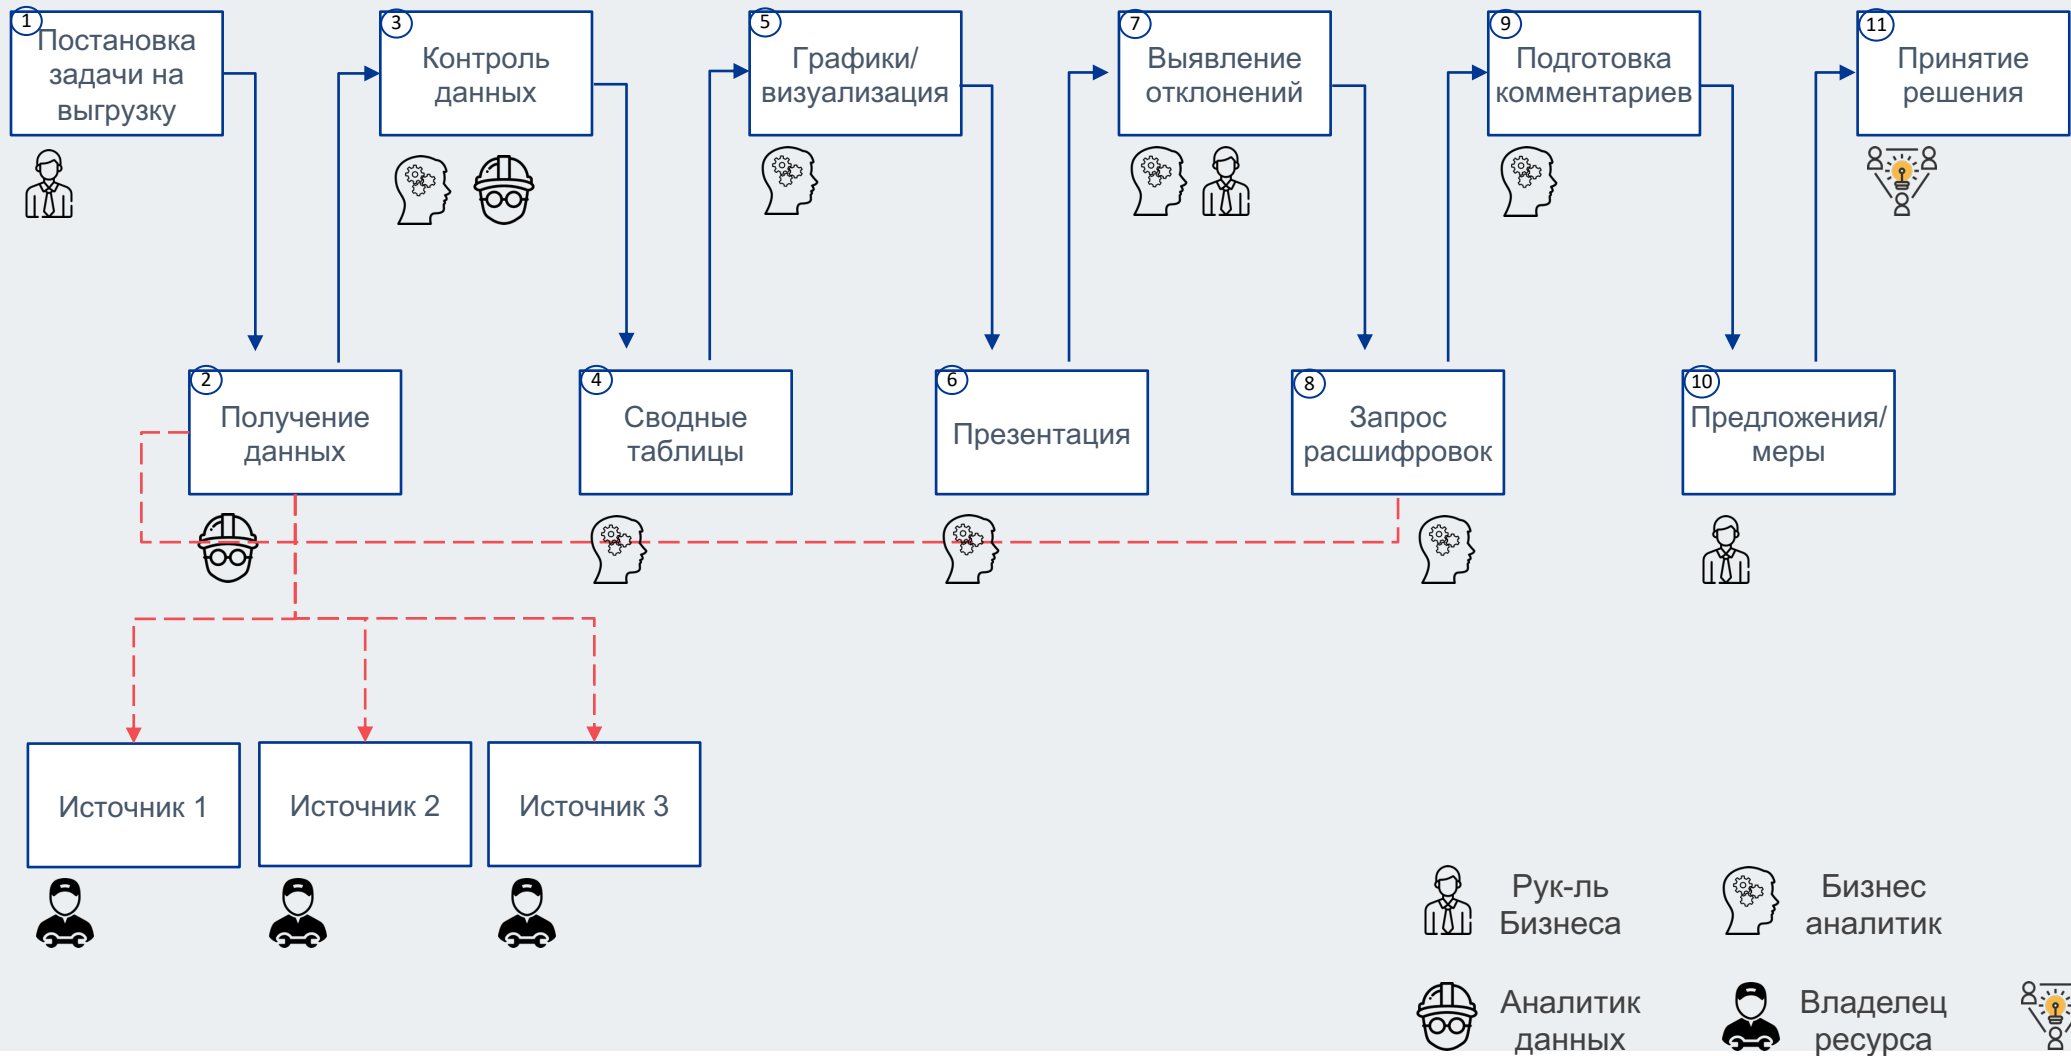 1
Постановка
задачи на
выгрузку
3
Контроль
данных
5
Графики/
визуализация
7
Выявление
отклонений
9
Подготовка
комментариев
11
Принятие
решения
2
Получение
данных
4
Сводные
таблицы
6
Презентация
8
Запрос
расшифровок
10
Предложения/
меры
Источник 1
Источник 2
Источник 3
Рук-ль
Бизнеса
Бизнес
аналитик
Аналитик
данных
Владелец
ресурса